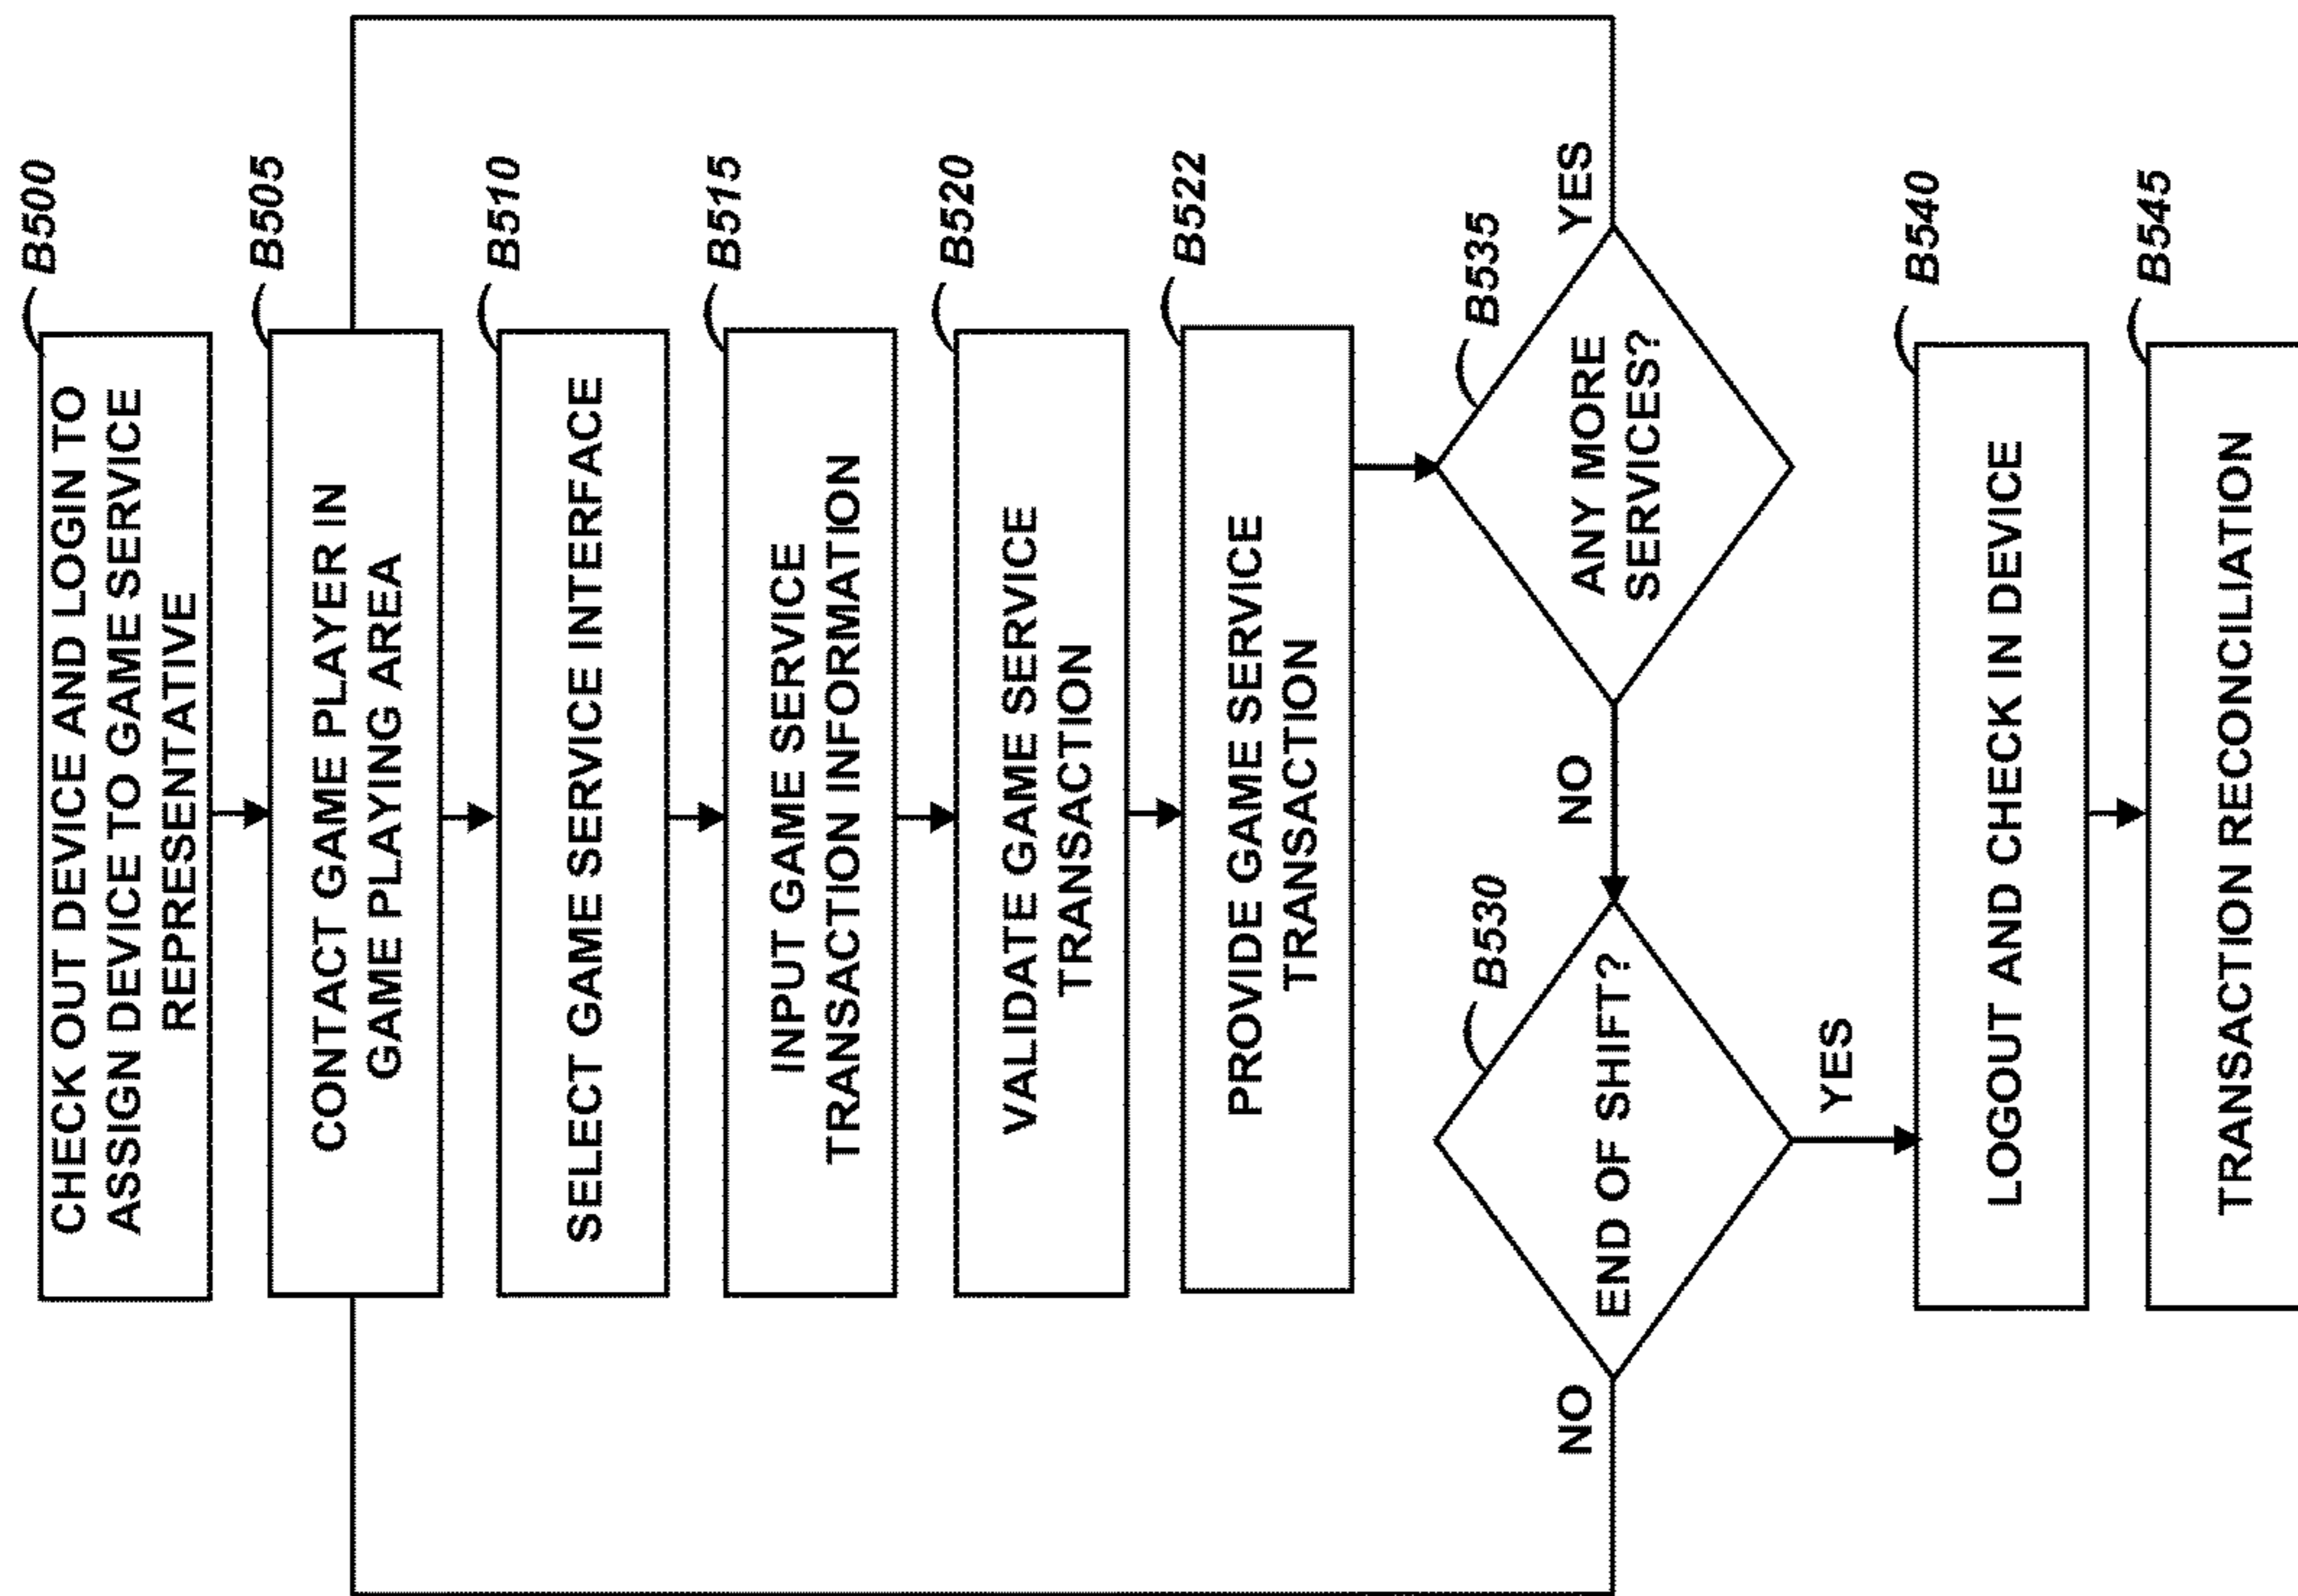 B500
CHECK OUT DEVICE AND LOGIN TO
ASSIGN DEVICE TO GAME SERVICE
REPRESENTATIVE
B505
CONTACT GAME PLAYER IN
GAME PLAYING AREA
B510
SELECT GAME SERVICE INTERFACE
B515
INPUT GAME SERVICE
TRANSACTION INFORMATION
B520
VALIDATE GAME SERVICE
TRANSACTION
B522
PROVIDE GAME SERVICE
TRANSACTION
B535
ANY MORE
SERVICES?
YES
NO
B530
END OF SHIFT?
NO
YES
B540
LOGOUT AND CHECK IN DEVICE
B545
TRANSACTION RECONCILIATION